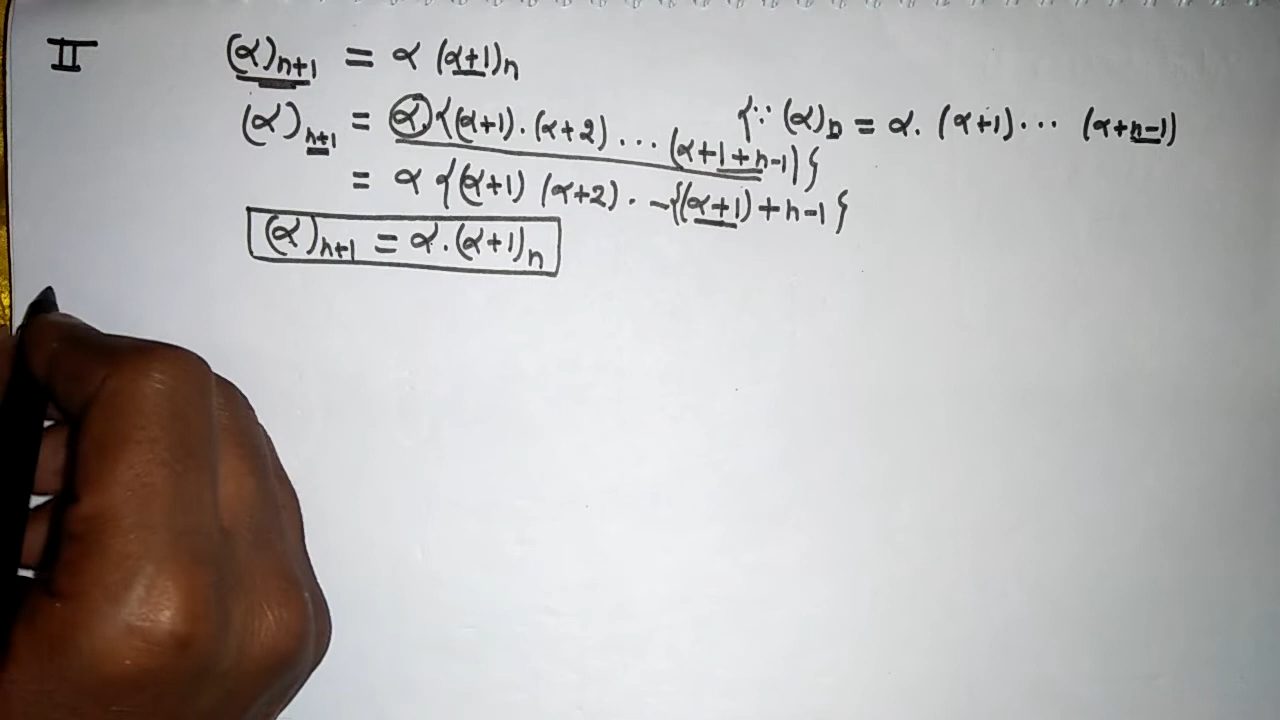 II (α)ₙ₊₁ = α (α+1)ₙ
(α)ₙ₊₁ = α.{(α+1).(α+2)...(α+1+n-1)} {∵ (α)ₙ = α.(α+1)... (α+n-1)
= α {(α+1) (α+2).-{(α+1)+n-1}
(α)ₙ₊₁ = α.(α+1)ₙ